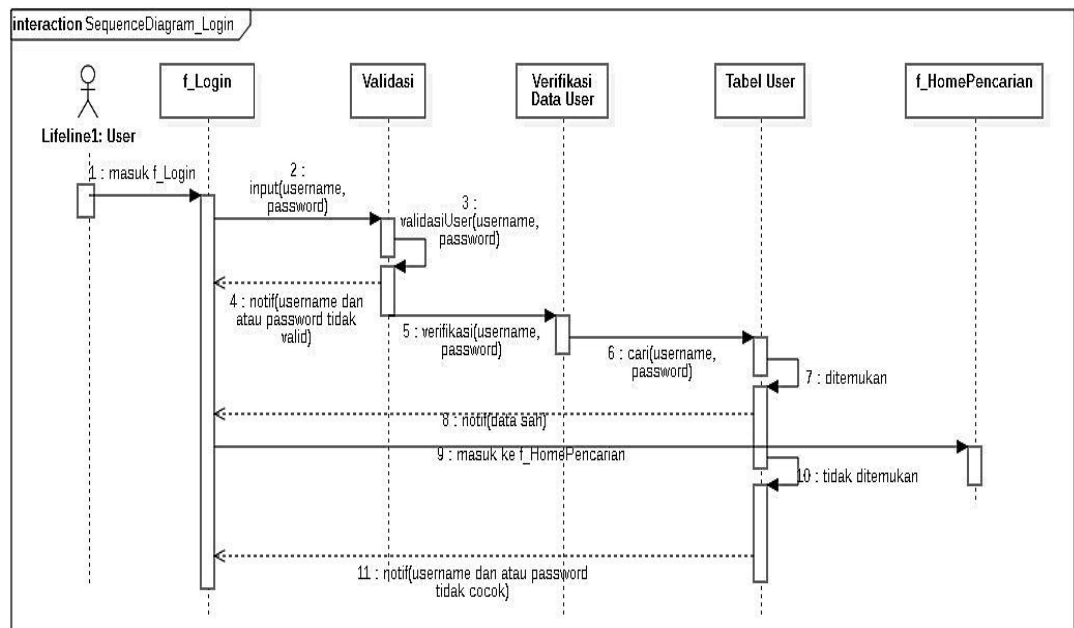 interaction SequenceDiagram_Login
f_Login
Validasi
Verifikasi
Data User
Tabel User
f_HomePencarian
Lifeline1: User
1 : masuk f_Login
2 :
input(username,
password)
3 :
validasiUser(username,
password)
4 : notif(username dan
atau password tidak
valid)
5 : verifikasi(username,
password)
6 : cari(username,
password)
7 : ditemukan
8 : notif(data sah)
9 : masuk ke f_HomePencarian
10 : tidak ditemukan
11 : notif(username dan atau password
tidak cocok)